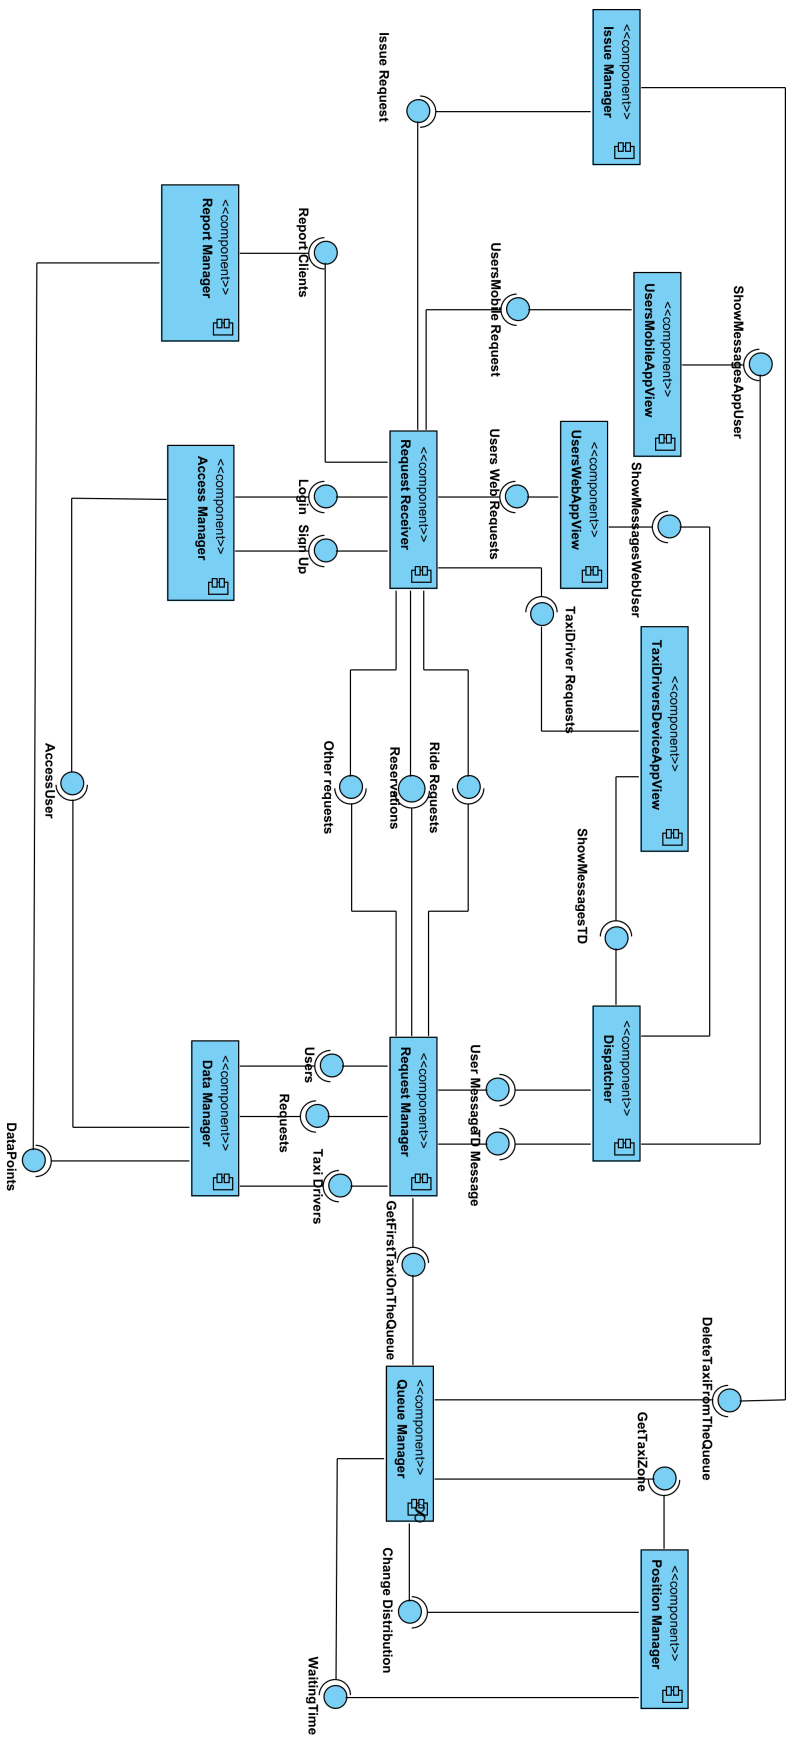 <<component>>
Issue Manager
Issue Request
<<component>>
Report Manager
Report Clients
<<component>>
UsersMobileAppView
ShowMessagesAppUser
UsersMobile Request
<<component>>
UsersWebAppView
ShowMessagesWebUser
Users Web Requests
<<component>>
Request Receiver
<<component>>
Access Manager
Login
Sign Up
TaxiDriver Requests
<<component>>
TaxiDriversDeviceAppView
ShowMessagesTD
Ride Requests
Reservations
Other requests
AccessUser
<<component>>
Dispatcher
User Message
TD Message
<<component>>
Request Manager
<<component>>
Data Manager
Users
Requests
Taxi Drivers
DataPoints
GetFirstTaxiOnTheQueue
<<component>>
Queue Manager
DeleteTaxiFromTheQueue
GetTaxiZone
<<component>>
Position Manager
Change Distribution
WaitingTime